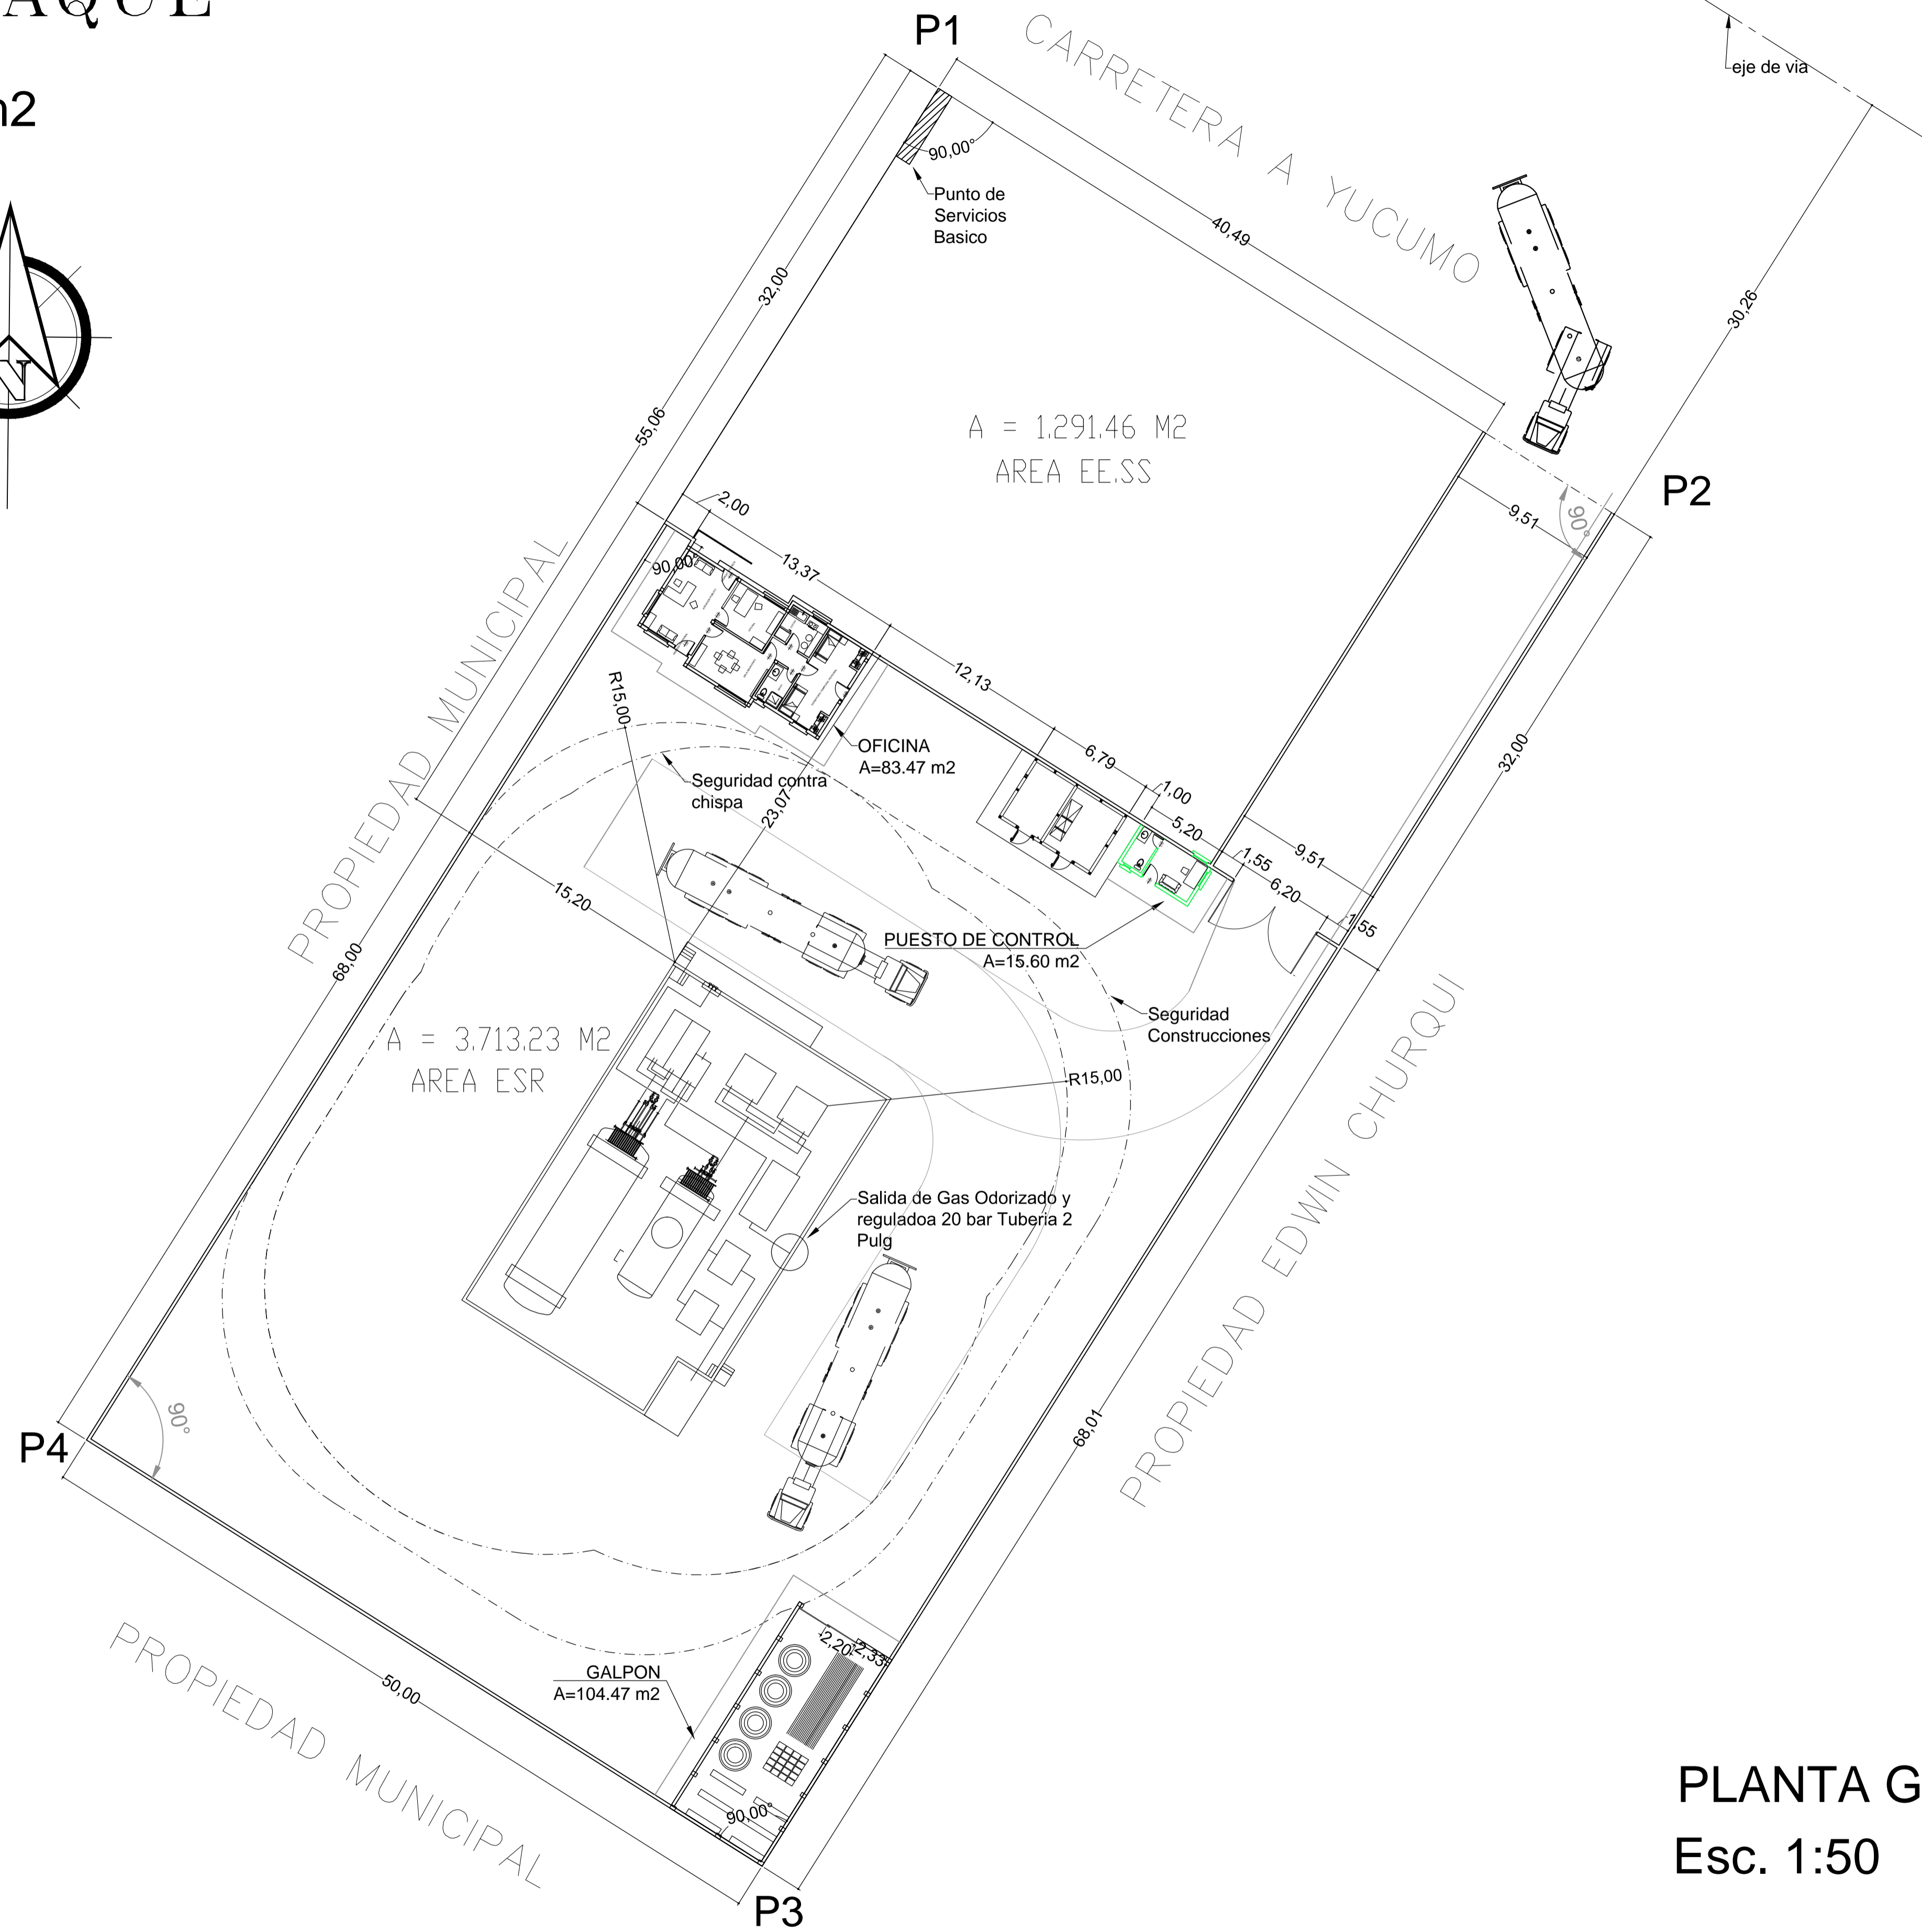 AQUE
P1
CARRETERA A YUCUMO
eje de via
m2
90,00°
Punto de
Servicios
Basico
40,49
32,00
30,26
N
55,06
A = 1.291.46 M2
AREA EE.SS
P2
9,51
90°
2,00
13,37
90,00°
12,13
PROPIEDAD MUNICIPAL
R15,00
OFICINA
A=83.47 m2
6,79
1,00
5,20
32,00
Seguridad contra
chispa
23,07
1,55
9,51
6,20
1,55
15,20
PUESTO DE CONTROL
A=15.60 m2
68,00
Seguridad
Construcciones
A = 3.713.23 M2
AREA ESR
R15,00
PROPIEDAD EDWIN CHURQUI
Salida de Gas Odorizado y
reguladoa 20 bar Tuberia 2
Pulg
90°
P4
68,01
2,20
2,33
GALPON
A=104.47 m2
50,00
PROPIEDAD MUNICIPAL
90,00°
P3
PLANTA G
Esc. 1:50